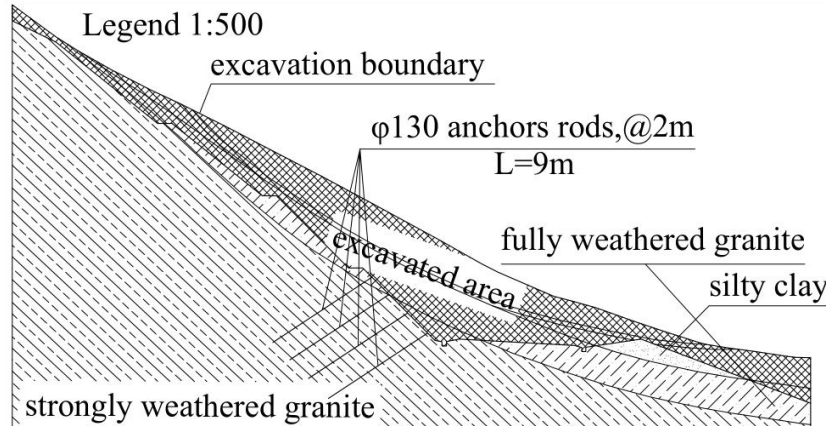 Legend 1:500
excavation boundary
φ130 anchors rods,@2m
L=9m
excavated area
fully weathered granite
silty clay
strongly weathered granite